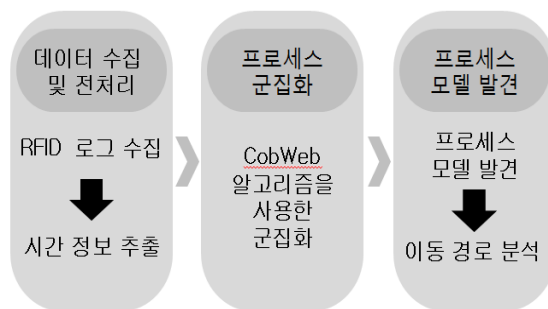 데이터 수집
및 전처리
RFID 로그 수집
시간 정보 추출
프로세스
군집화
CobWeb
알고리즘을
사용한
군집화
프로세스
모델 발견
프로세스
모델 발견
이동 경로 분석